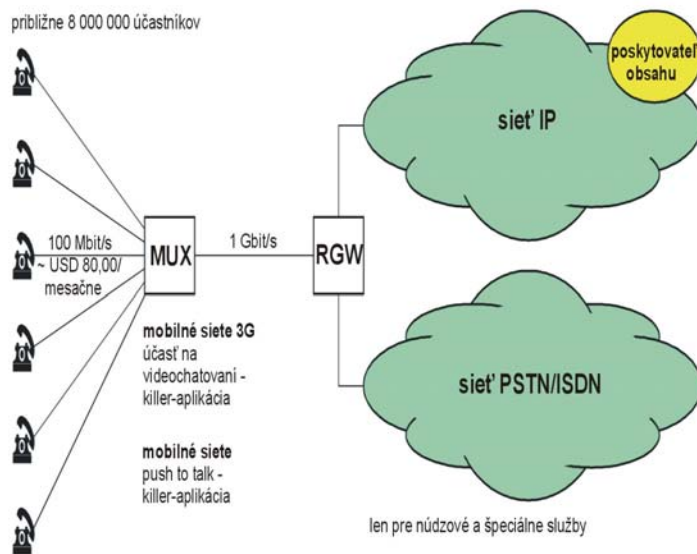 približne 8 000 000 účastníkov
poskytovateľ
obsahu
sieť IP
100 Mbit/s
~ USD 80,00/
mesačne
MUX
1 Gbit/s
RGW
mobilné siete 3G
účasť na
videochatovaní -
killer-aplikácia
mobilné siete
push to talk -
killer-aplikácia
sieť PSTN/ISDN
len pre núdzové a špeciálne služby